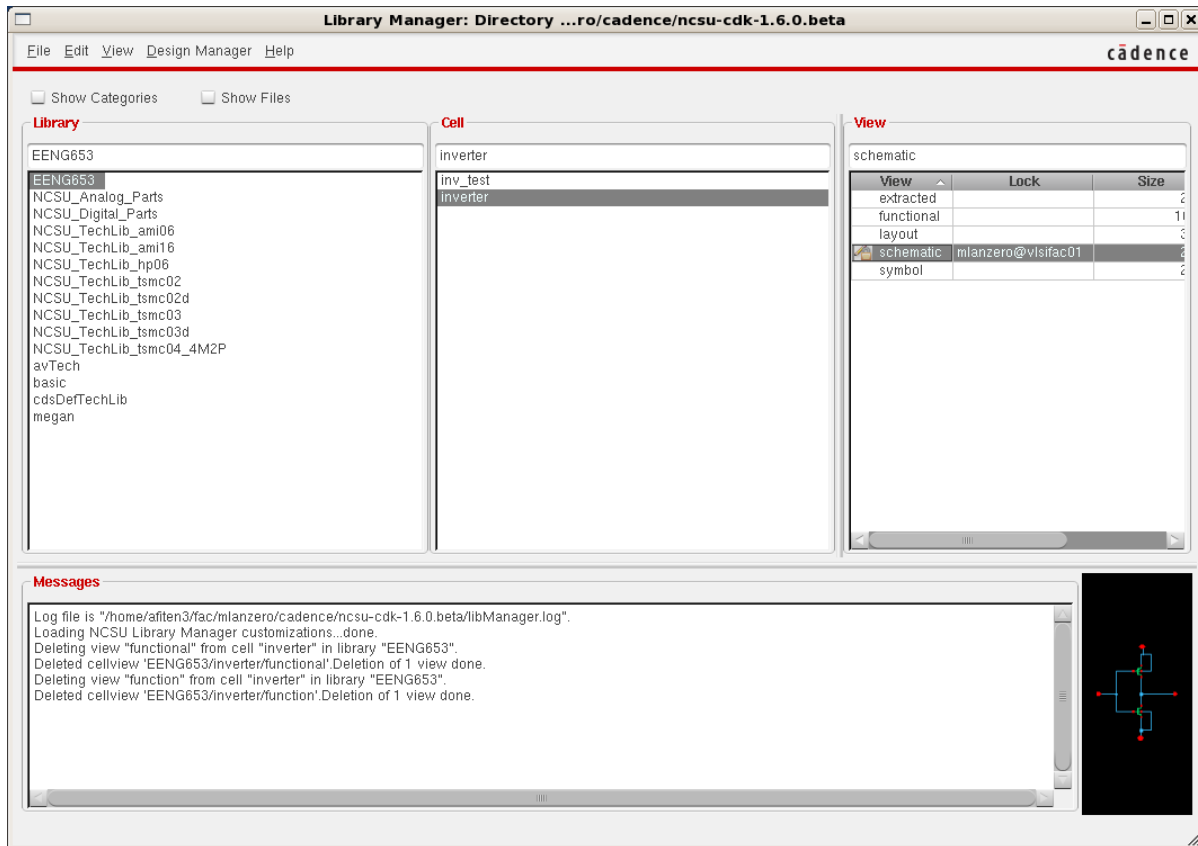 Library Manager: Directory ...ro/cadence/ncsu-cdk-1.6.0.beta
File Edit View Design Manager Help
cādence
Show Categories Show Files
Library
EENG653
EENG653
NCSU_Analog_Parts
NCSU_Digital_Parts
NCSU_TechLib_ami06
NCSU_TechLib_ami16
NCSU_TechLib_hp06
NCSU_TechLib_tsmc02
NCSU_TechLib_tsmc02d
NCSU_TechLib_tsmc03
NCSU_TechLib_tsmc03d
NCSU_TechLib_tsmc04_4M2P
avTech
basic
cdsDefTechLib
megan
Cell
inverter
inv_test
inverter
View
schematic
View Lock Size
extracted
functional
layout
schematic mlanzero@vlsifac01
symbol
Messages
Log file is "/home/afiten3/fac/mlanzero/cadence/ncsu-cdk-1.6.0.beta/libManager.log".
Loading NCSU Library Manager customizations...done.
Deleting view "functional" from cell "inverter" in library "EENG653".
Deleted cellview 'EENG653/inverter/functional'.Deletion of 1 view done.
Deleting view "function" from cell "inverter" in library "EENG653".
Deleted cellview 'EENG653/inverter/function'.Deletion of 1 view done.